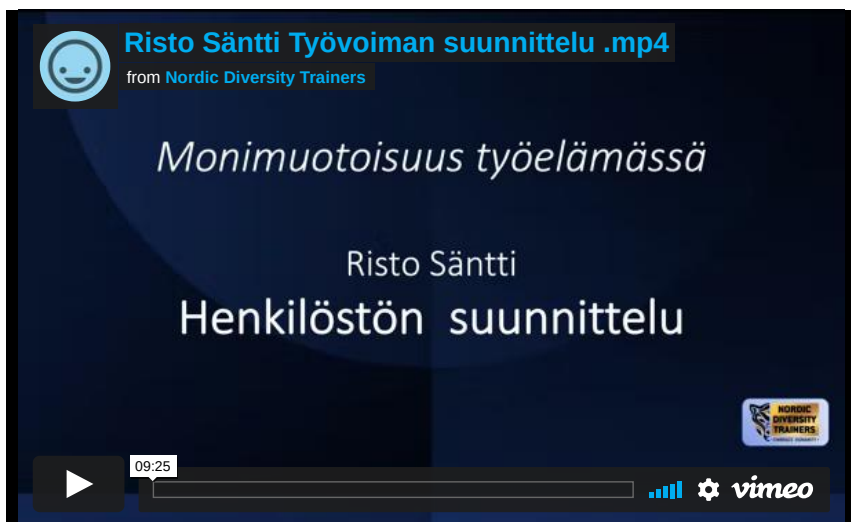 Risto Säntti Työvoiman suunnittelu .mp4
from Nordic Diversity Trainers
Monimuotoisuus työelämässä
Risto Säntti
Henkilöstön suunnittelu
NORDIC
DIVERSITY
TRAINERS
09:25
vimeo